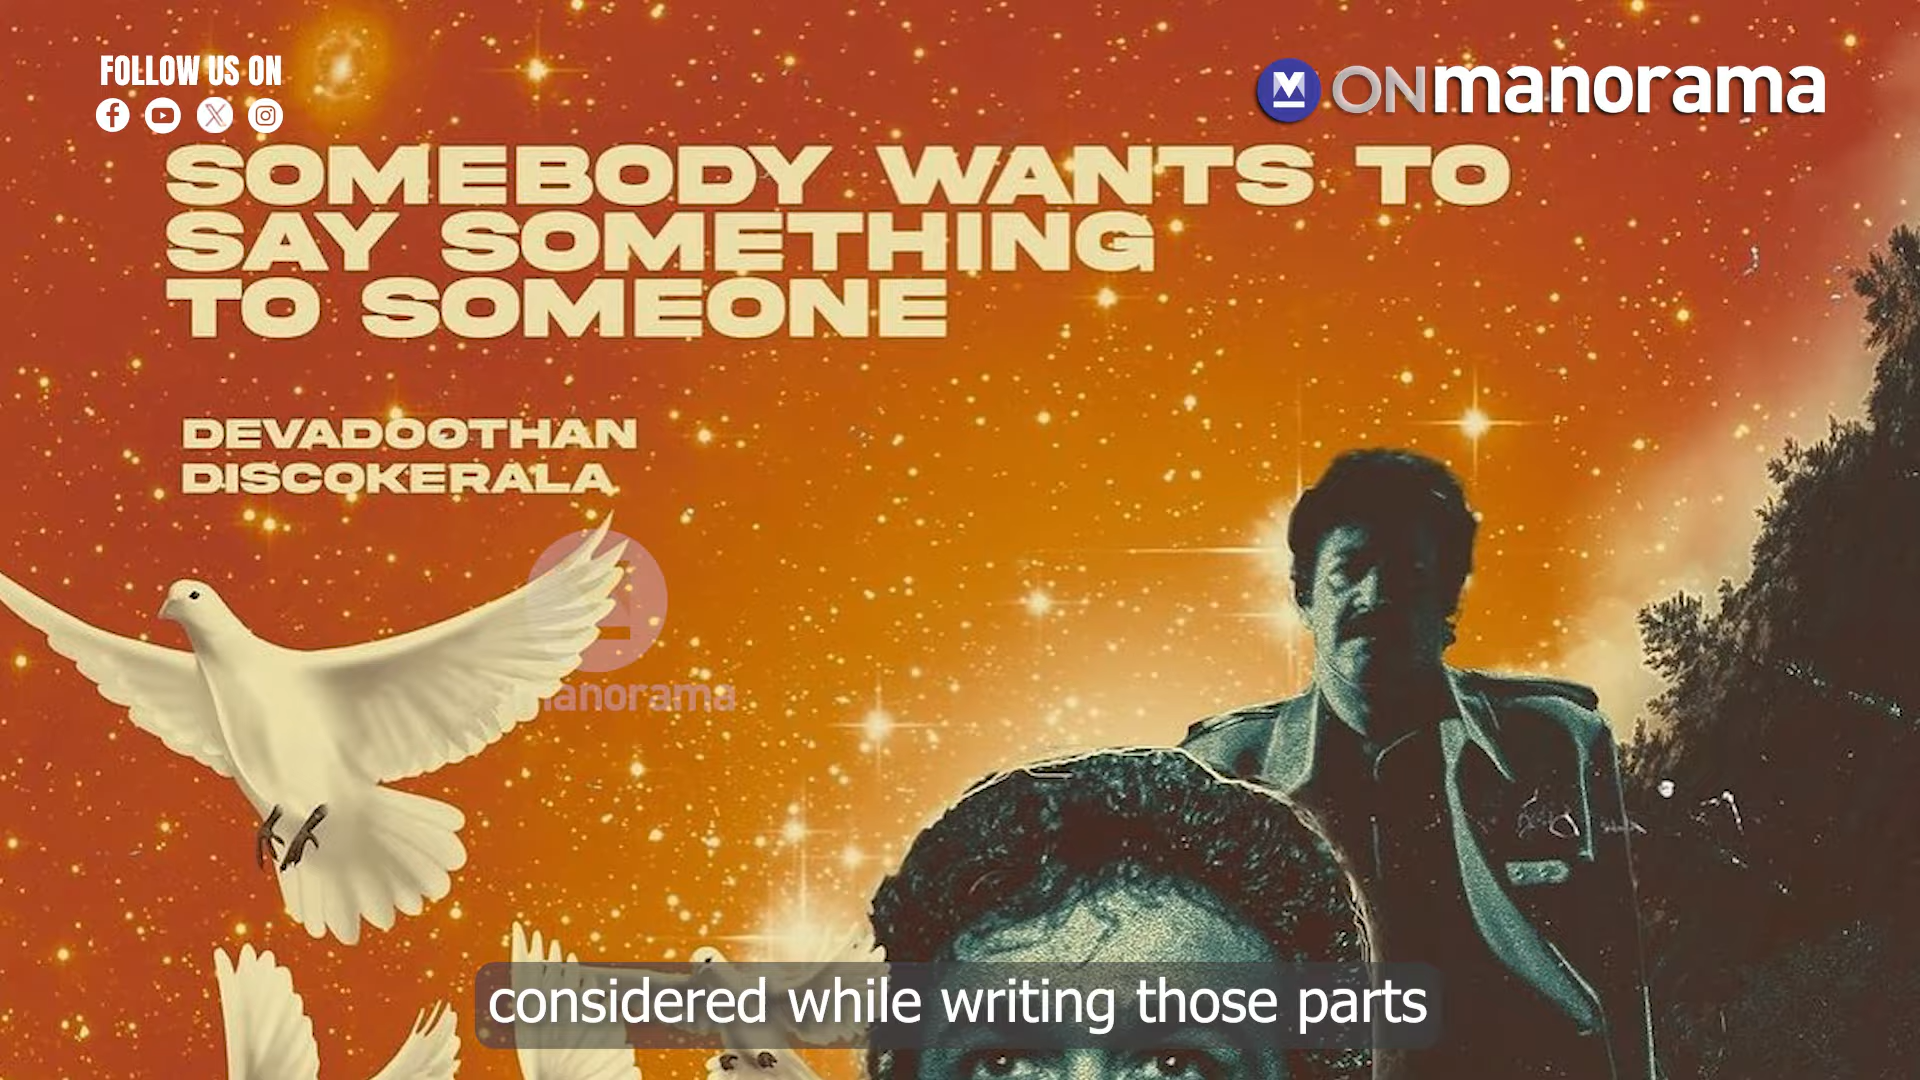 FOLLOW US ON
ONmanorama
SOMEBODY WANTS TO
SAY SOMETHING
TO SOMEONE
DEVADOOTHAN
DISCOKERALA
manorama
considered while writing those parts